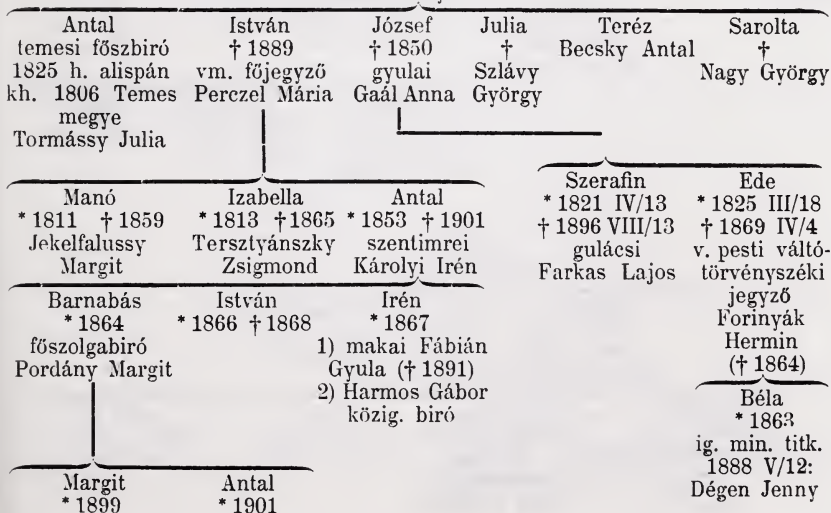 Antal
temesi főszbiró
1825 h. alispán
kh. 1806 Temes
megye
Tormássy Julia
István
† 1889
vm. főjegyző
Perczel Mária
József
† 1850
gyulai
Gaál Anna
Julia
†
Szlávy
György
Teréz
Becsky Antal
Sarolta
†
Nagy György
Manó
* 1811 † 1859
Jekelfalussy
Margit
Izabella
* 1813 † 1865
Tersztyánszky
Zsigmond
Antal
* 1853 † 1901
szentimrei
Károlyi Irén
Szerafin
* 1821 IV/13
† 1896 VIII/13
gulácsi
Farkas Lajos
Ede
* 1825 III/18
† 1869 IV/4
v. pesti váltó-
törvényszéki
jegyző
Forinyák
Hermin
(† 1864)
Barnabás
* 1864
főszolgabiró
Pordány Margit
István
* 1866 † 1868
Irén
* 1867
1) makai Fábián
Gyula († 1891)
2) Harmos Gábor
közig. biró
Béla
* 1863
ig. min. titk.
1888 V/12:
Dégen Jenny
Margit
* 1899
Antal
* 1901